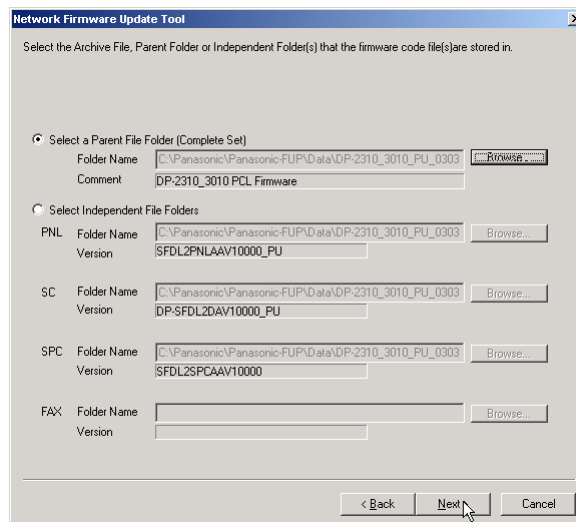 Network Firmware Update Tool
Select the Archive File, Parent Folder or Independent Folder(s) that the firmware code file(s)are stored in.
Select a Parent File Folder (Complete Set)
Folder Name C:\Panasonic\Panasonic-FUP\Data\DP-2310_3010_PU_0303 Browse...
Comment DP-2310_3010 PCL Firmware
Select Independent File Folders
PNL Folder Name C:\Panasonic\Panasonic-FUP\Data\DP-2310_3010_PU_0303 Browse...
Version SFDL2PNLAAV10000_PU
SC Folder Name C:\Panasonic\Panasonic-FUP\Data\DP-2310_3010_PU_0303 Browse...
Version DP-SFDL2DAV10000_PU
SPC Folder Name C:\Panasonic\Panasonic-FUP\Data\DP-2310_3010_PU_0303 Browse...
Version SFDL2SPCAAV10000
FAX Folder Name Browse...
Version
< Back Next > Cancel